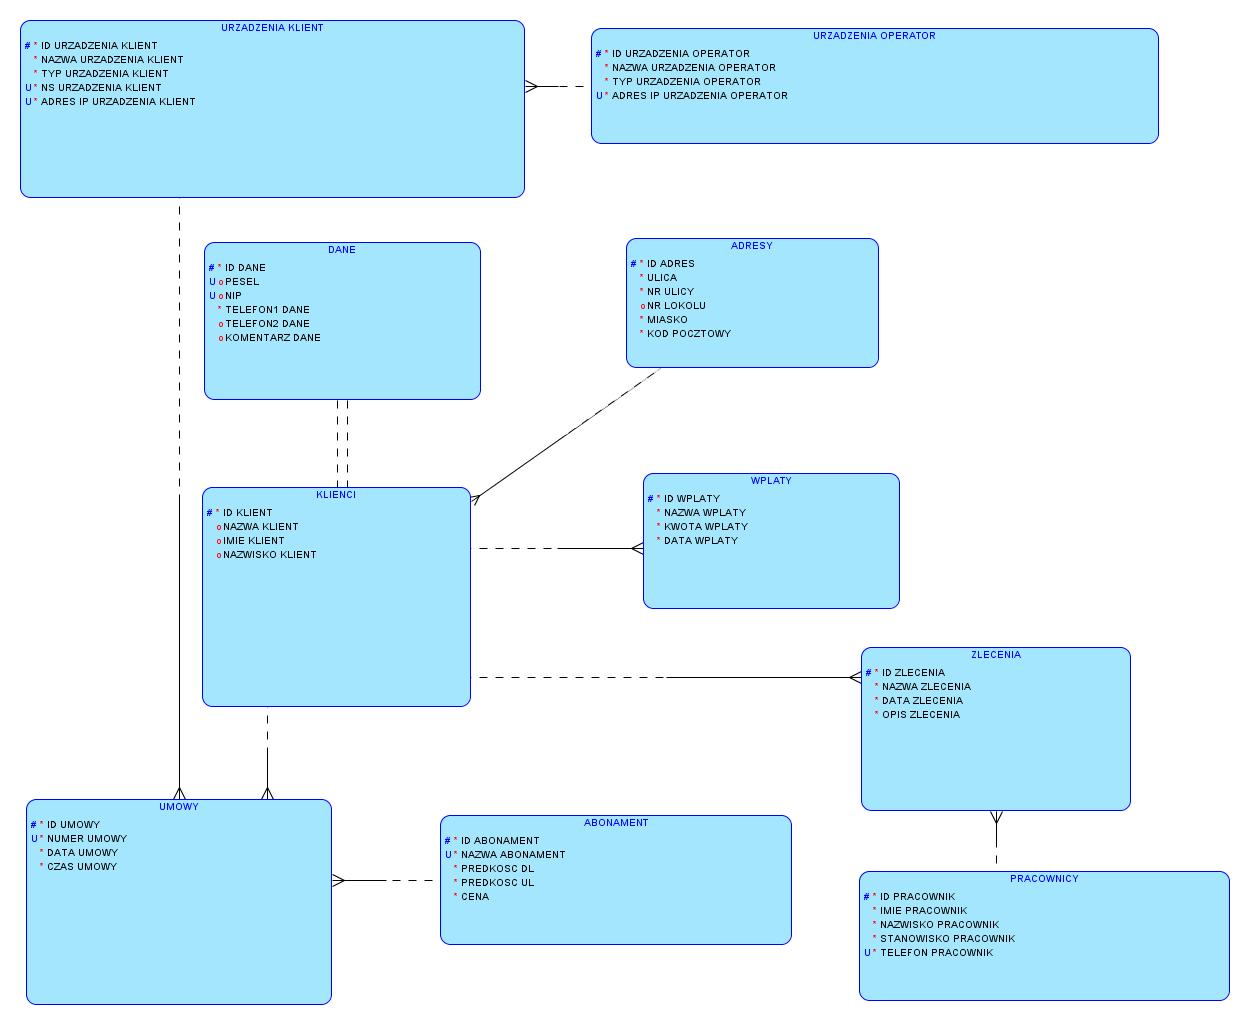 URZADZENIA KLIENT
# * ID URZADZENIA KLIENT
* NAZWA URZADZENIA KLIENT
* TYP URZADZENIA KLIENT
U * NS URZADZENIA KLIENT
U * ADRES IP URZADZENIA KLIENT
URZADZENIA OPERATOR
# * ID URZADZENIA OPERATOR
* NAZWA URZADZENIA OPERATOR
* TYP URZADZENIA OPERATOR
U * ADRES IP URZADZENIA OPERATOR
DANE
# * ID DANE
U o PESEL
U o NIP
* TELEFON1 DANE
o TELEFON2 DANE
o KOMENTARZ DANE
ADRESY
# * ID ADRES
* ULICA
* NR ULICY
o NR LOKOLU
* MIASKO
* KOD POCZTOWY
KLIENCI
# * ID KLIENT
o NAZWA KLIENT
o IMIE KLIENT
o NAZWISKO KLIENT
WPLATY
# * ID WPLATY
* NAZWA WPLATY
* KWOTA WPLATY
* DATA WPLATY
ZLECENIA
# * ID ZLECENIA
* NAZWA ZLECENIA
* DATA ZLECENIA
* OPIS ZLECENIA
UMOWY
# * ID UMOWY
U * NUMER UMOWY
* DATA UMOWY
* CZAS UMOWY
ABONAMENT
# * ID ABONAMENT
U * NAZWA ABONAMENT
* PREDKOSC DL
* PREDKOSC UL
* CENA
PRACOWNICY
# * ID PRACOWNIK
* IMIE PRACOWNIK
* NAZWISKO PRACOWNIK
* STANOWISKO PRACOWNIK
U * TELEFON PRACOWNIK